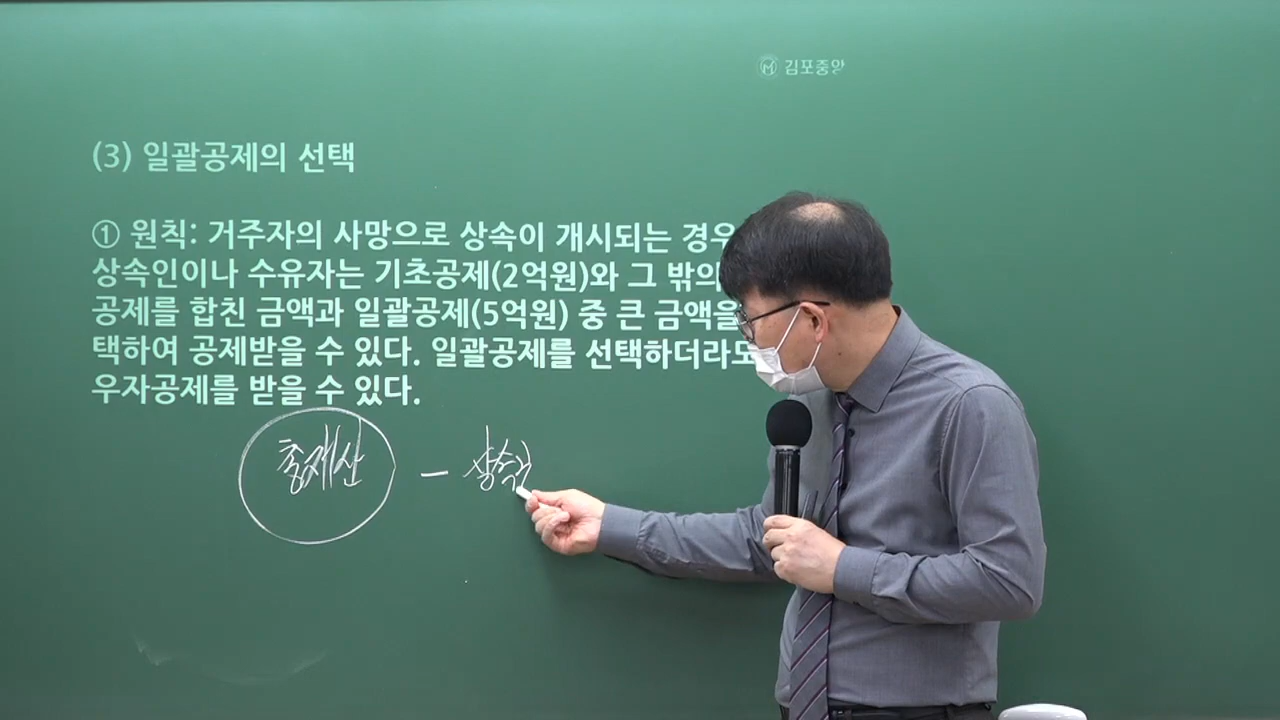 김포중앙
(3) 일괄공제의 선택
① 원칙: 거주자의 사망으로 상속이 개시되는 경우
상속인이나 수유자는 기초공제(2억원)와 그 밖의
공제를 합친 금액과 일괄공제(5억원) 중 큰 금액을
택하여 공제받을 수 있다. 일괄공제를 선택하더라도
우자공제를 받을 수 있다.
총재산 - 상속